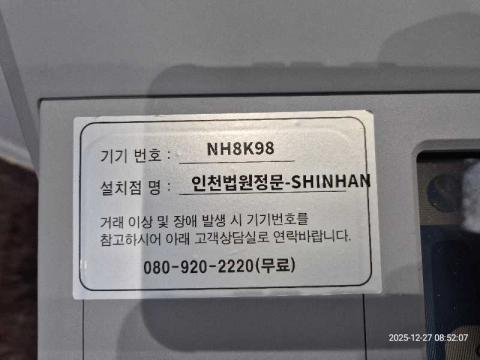 기기 번호 : NH8K98
설치점 명 : 인천법원정문-SHINHAN
거래 이상 및 장애 발생 시 기기번호를
참고하시어 아래 고객상담실로 연락바랍니다.
080-920-2220(무료)
2025-12-27 08:52:07